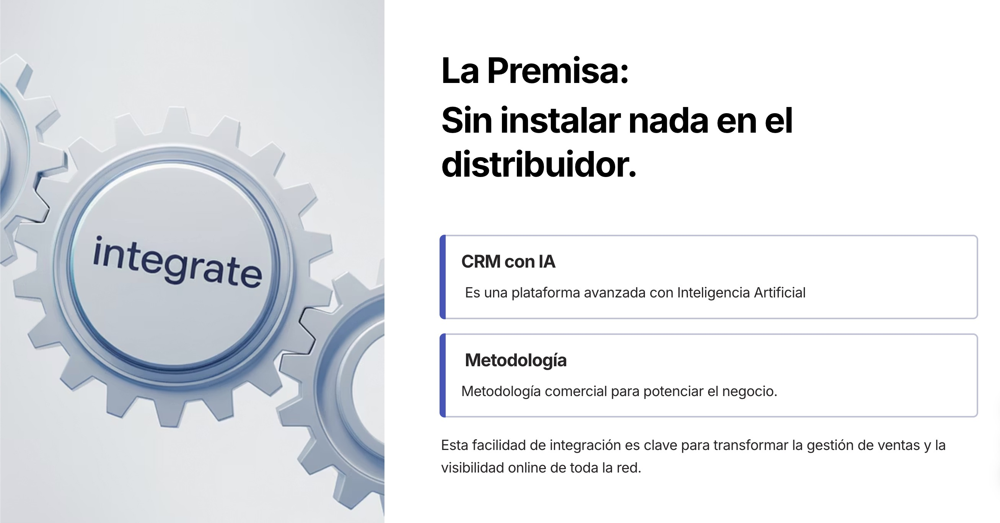 integrate
La Premisa:
Sin instalar nada en el
distribuidor.
CRM con IA
Es una plataforma avanzada con Inteligencia Artificial
Metodología
Metodología comercial para potenciar el negocio.
Esta facilidad de integración es clave para transformar la gestión de ventas y la
visibilidad online de toda la red.